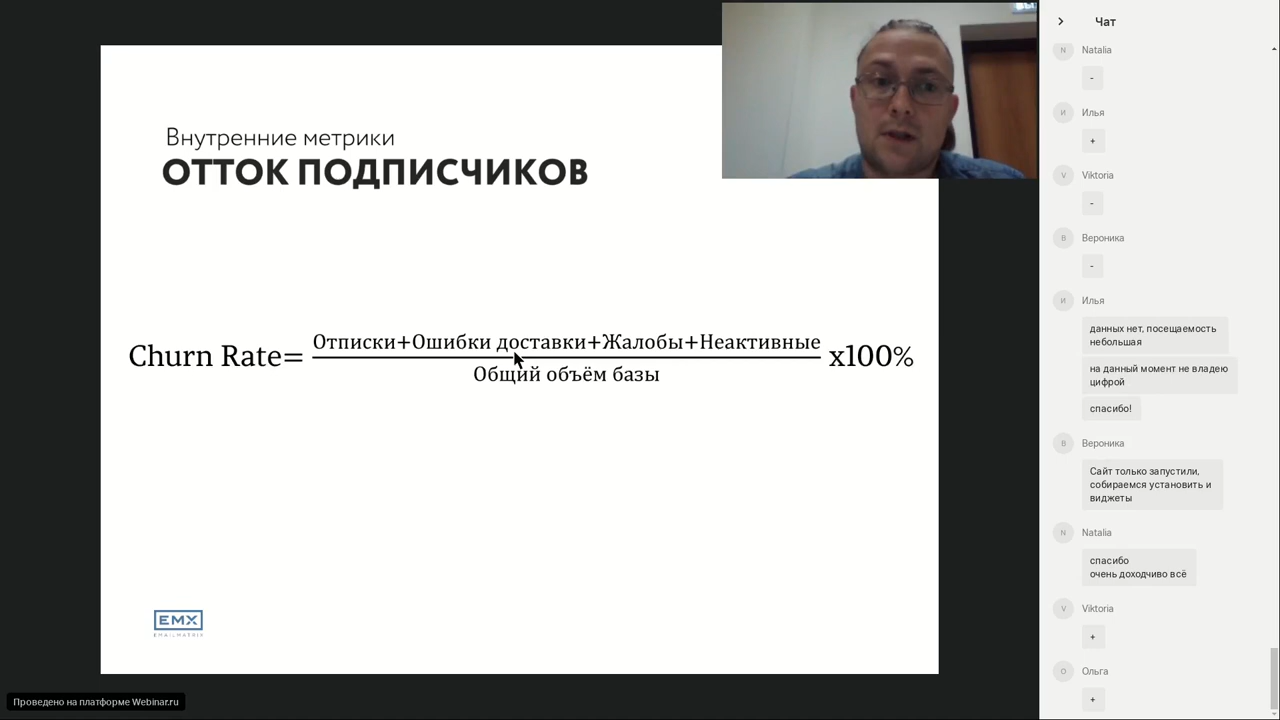 Внутренние метрики
ОТТОК ПОДПИСЧИКОВ
Churn Rate= Отписки+Ошибки доставки+Жалобы+Неактивные x100%
Общий объём базы
EMX
EMAILMATRIX
Проведено на платформе Webinar.ru
Чат
N Natalia
-
И Илья
+
V Viktoria
-
В Вероника
-
И Илья
данных нет, посещаемость
небольшая
на данный момент не владею
цифрой
спасибо!
В Вероника
Сайт только запустили,
собираемся установить и
виджеты
N Natalia
спасибо
очень доходчиво всё
V Viktoria
+
О Ольга
+